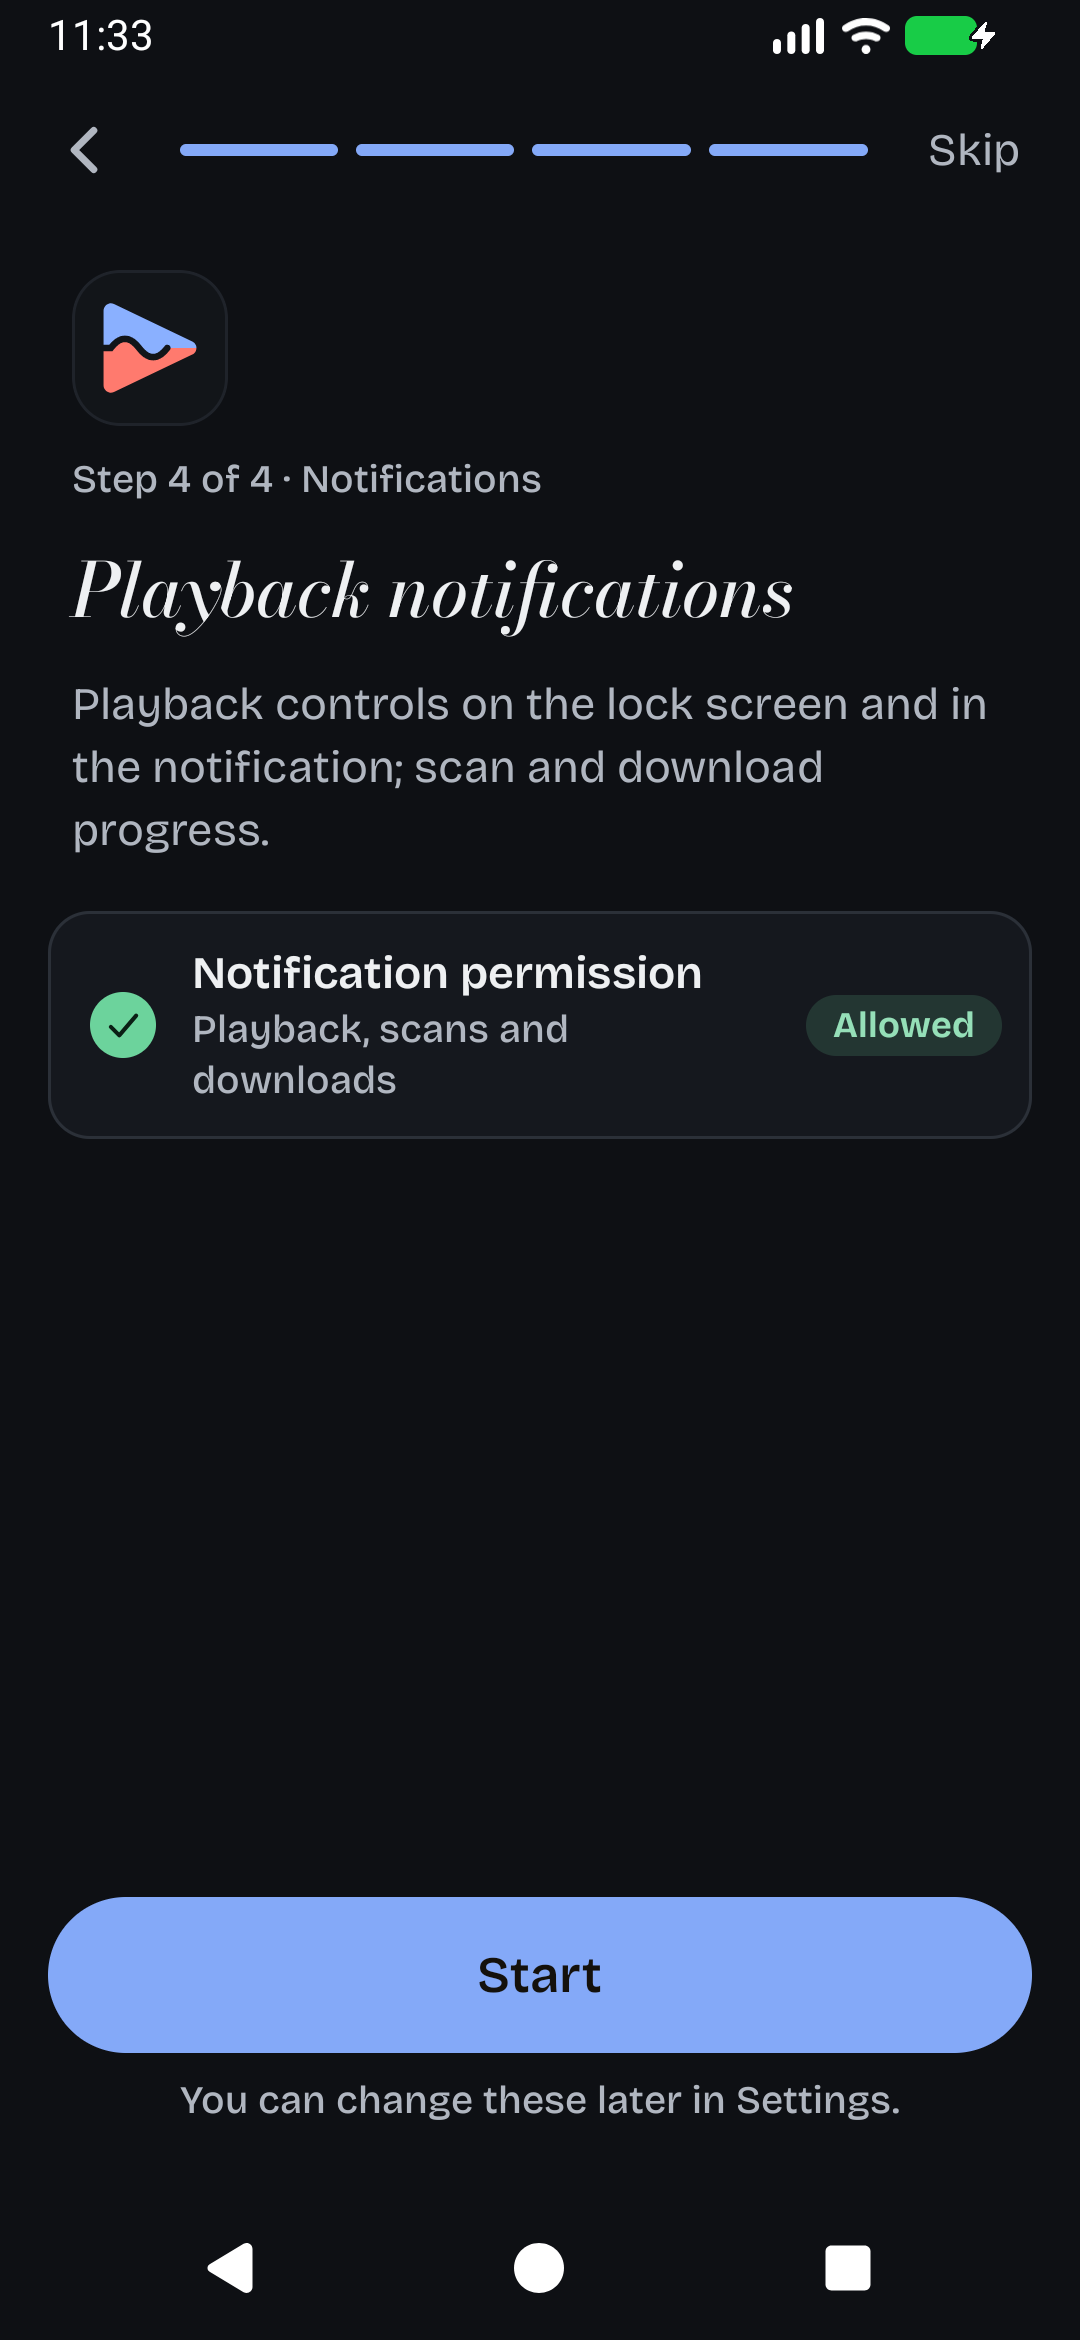 11:33
Skip
Step 4 of 4 · Notifications
Playback notifications
Playback controls on the lock screen and in
the notification; scan and download
progress.
Notification permission
Playback, scans and
downloads
Allowed
Start
You can change these later in Settings.